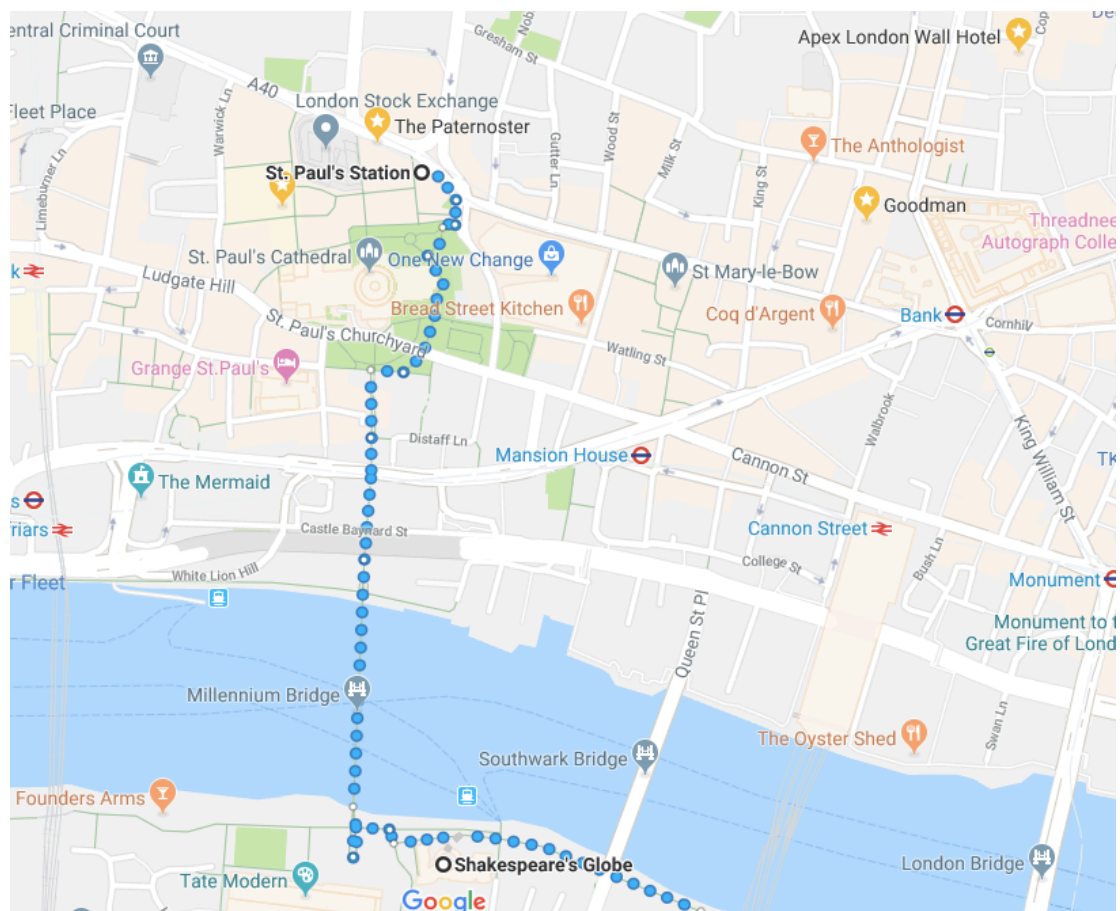 entral Criminal Court
Fleet Place
Limeburner Ln
Warwick Ln
A40
London Stock Exchange
The Paternoster
Gresham St
Nob
Cop
De
Apex London Wall Hotel
Gutter Ln
Wood St
Milk St
King St
The Anthologist
Goodman
Threadnee
Autograph Colle
St. Paul's Station
St. Paul's Cathedral
One New Change
St Mary-le-Bow
k
Ludgate Hill
Bread Street Kitchen
Coq d'Argent
Bank
Cornhil
St. Paul's Churchyard
Watling St
Grange St.Paul's
Walbrook
King William St
Distaff Ln
Mansion House
Cannon St
TK
The Mermaid
s
riars
Castle Baynard St
Cannon Street
Bush Ln
College St
White Lion Hill
r Fleet
Monument
Queen St Pl
Monument to t
Great Fire of Lond
Millennium Bridge
Swan Ln
The Oyster Shed
Southwark Bridge
Founders Arms
Shakespeare's Globe
London Bridge
Tate Modern
Google